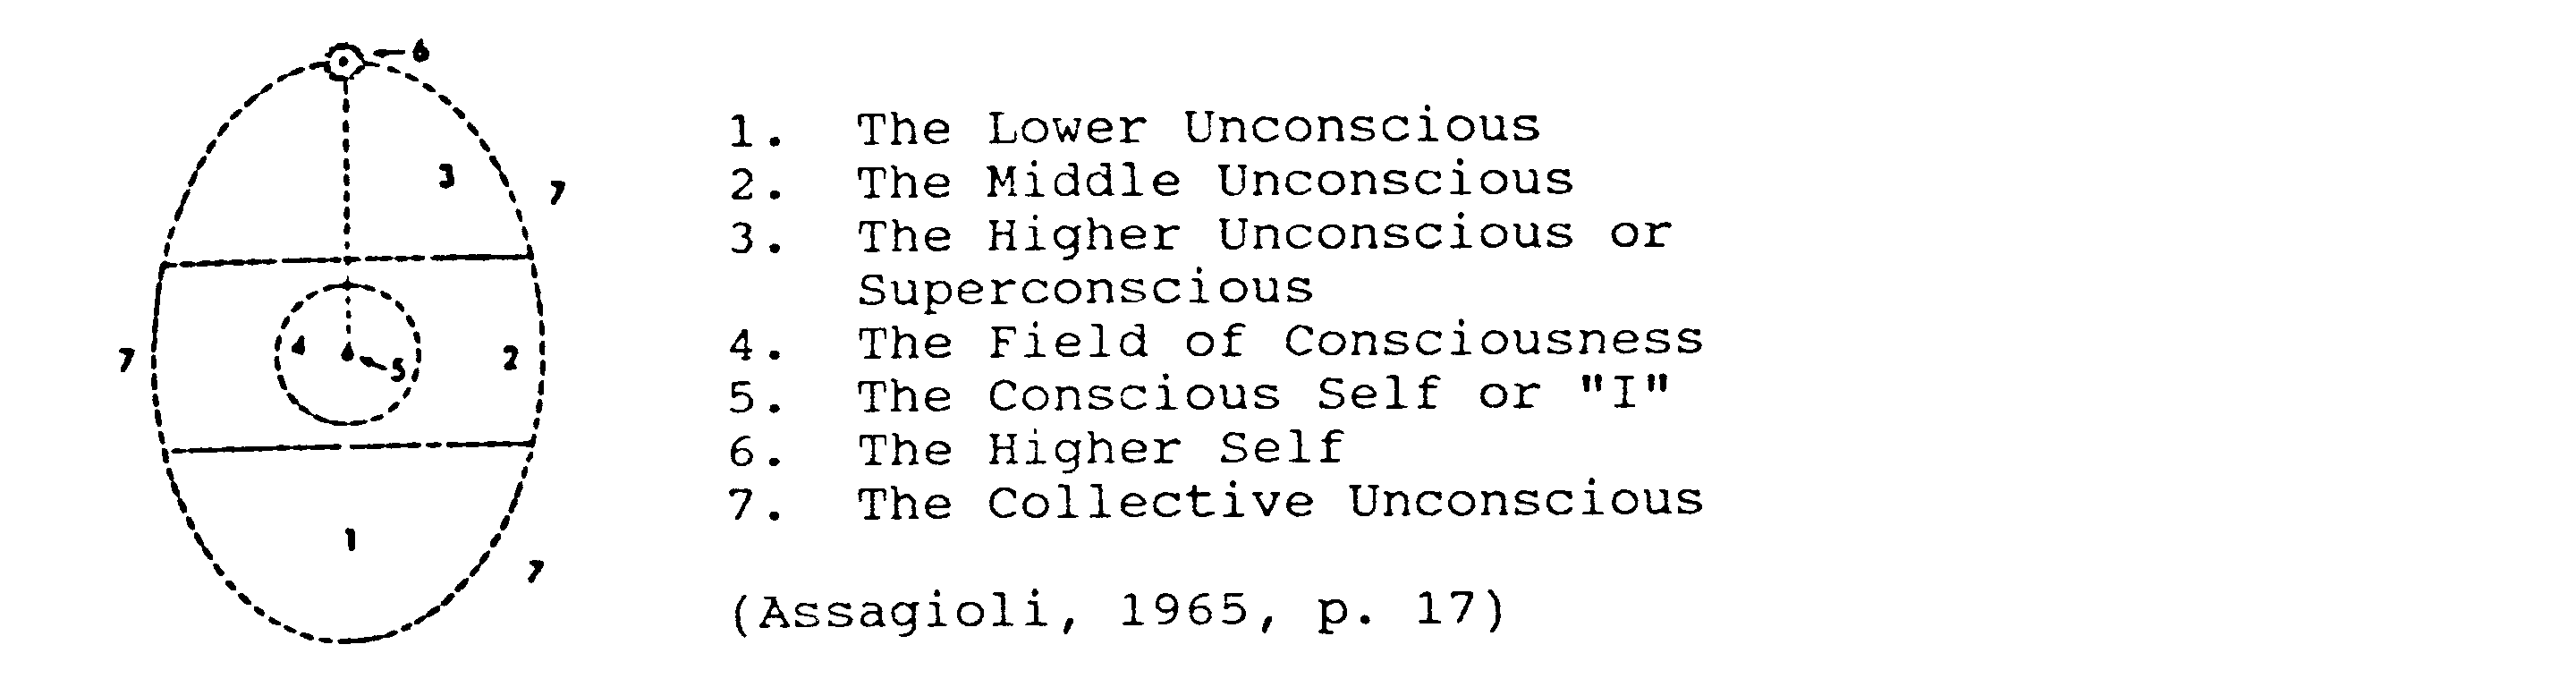 6
3
7
7
4
5
2
1
7
1. The Lower Unconscious
2. The Middle Unconscious
3. The Higher Unconscious or
Superconscious
4. The Field of Consciousness
5. The Conscious Self or "I"
6. The Higher Self
7. The Collective Unconscious
(Assagioli, 1965, p. 17)